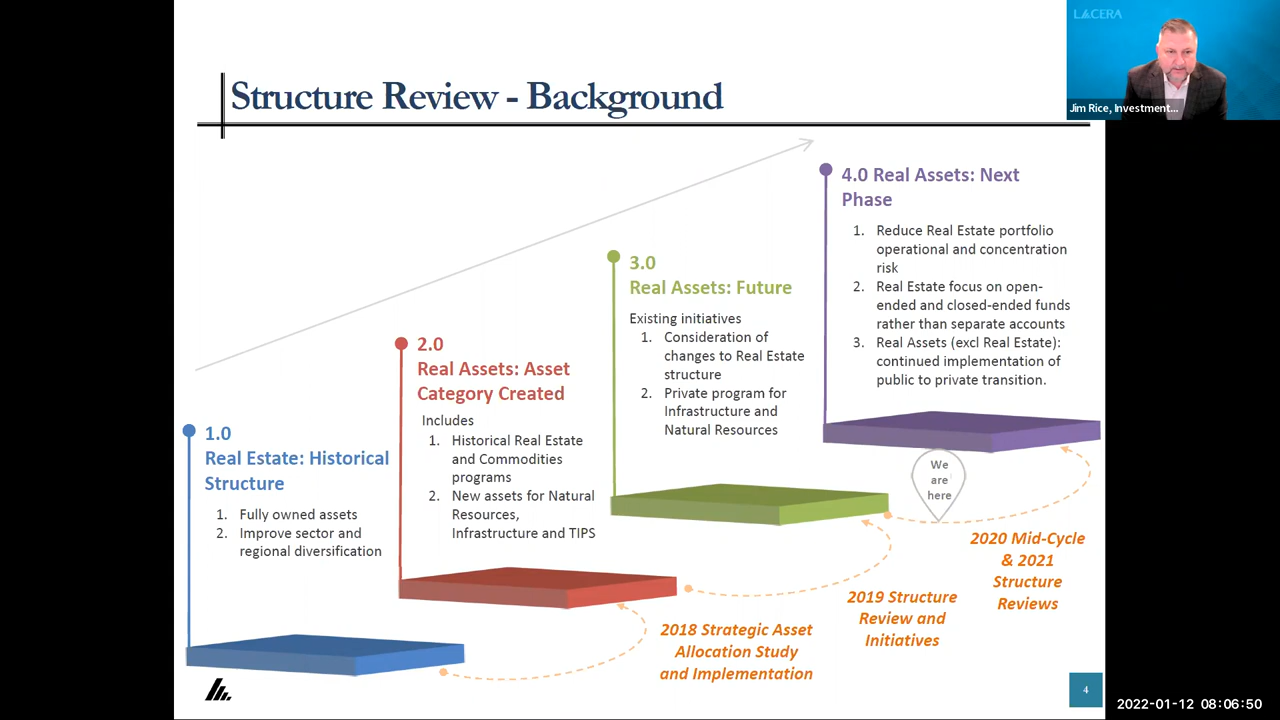 LACERA
Jim Rice, Investment...
Structure Review - Background
4.0 Real Assets: Next
Phase
1. Reduce Real Estate portfolio
operational and concentration
risk
2. Real Estate focus on open-
ended and closed-ended funds
rather than separate accounts
3. Real Assets (excl Real Estate):
continued implementation of
public to private transition.
3.0
Real Assets: Future
Existing initiatives
1. Consideration of
changes to Real Estate
structure
2. Private program for
Infrastructure and
Natural Resources
2.0
Real Assets: Asset
Category Created
Includes
1. Historical Real Estate
and Commodities
programs
2. New assets for Natural
Resources,
Infrastructure and TIPS
1.0
Real Estate: Historical
Structure
1. Fully owned assets
2. Improve sector and
regional diversification
We
are
here
2020 Mid-Cycle
& 2021
Structure
Reviews
2019 Structure
Review and
Initiatives
2018 Strategic Asset
Allocation Study
and Implementation
4
2022-01-12 08:06:50